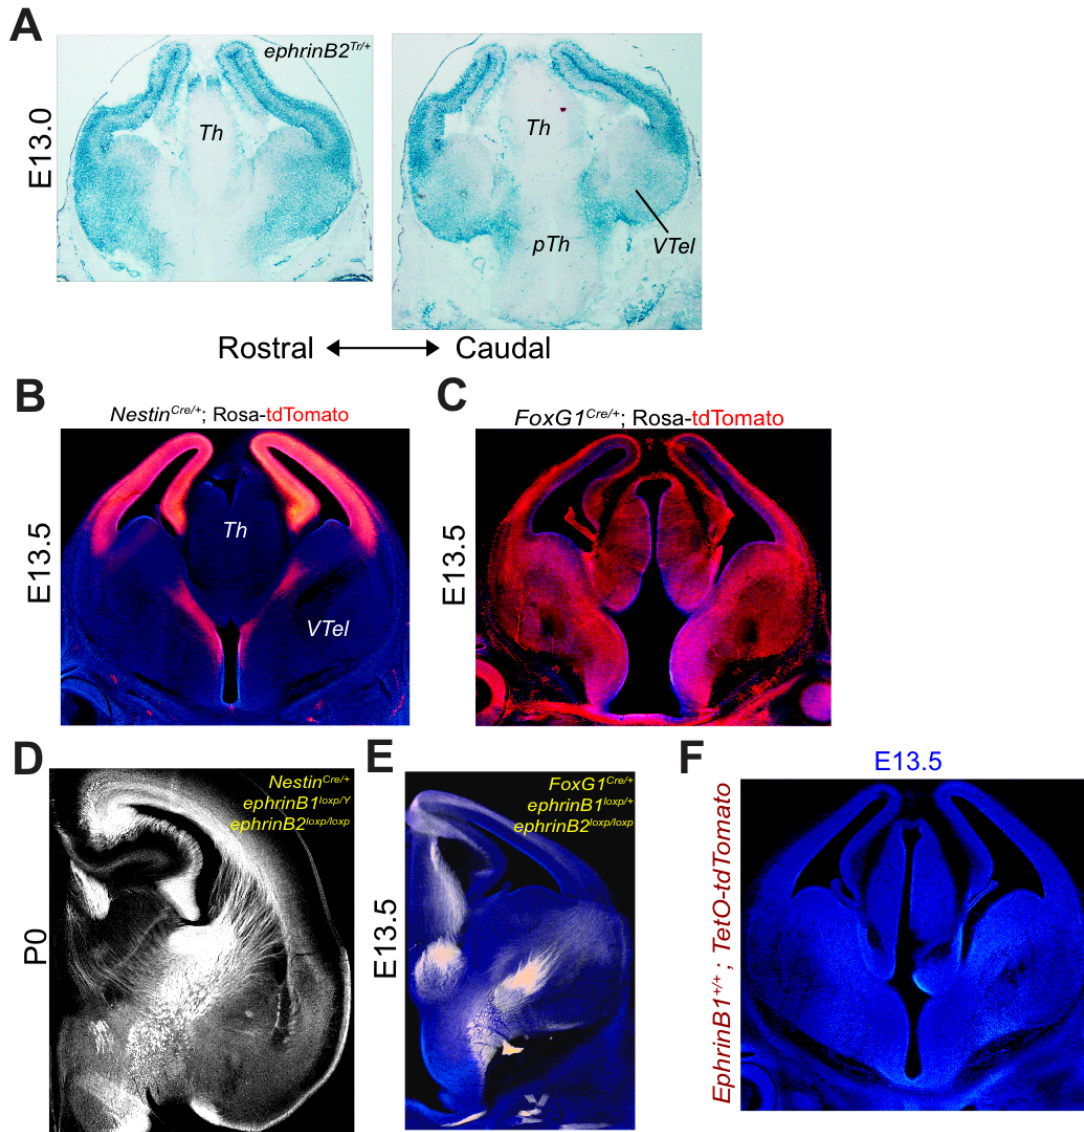 A
ephrinB2Tr/+
E13.0
Th
Th
pTh
VTel
Rostral Caudal
B
NestinCre/+; Rosa-tdTomato
E13.5
Th
VTel
C
FoxG1Cre/+; Rosa-tdTomato
E13.5
D
NestinCre/+
ephrinB1loxp/Y
ephrinB2loxp/loxp
P0
E
FoxG1Cre/+
ephrinB1loxp/+
ephrinB2loxp/loxp
E13.5
F
E13.5
EphrinB1+/+; TetO-tdTomato